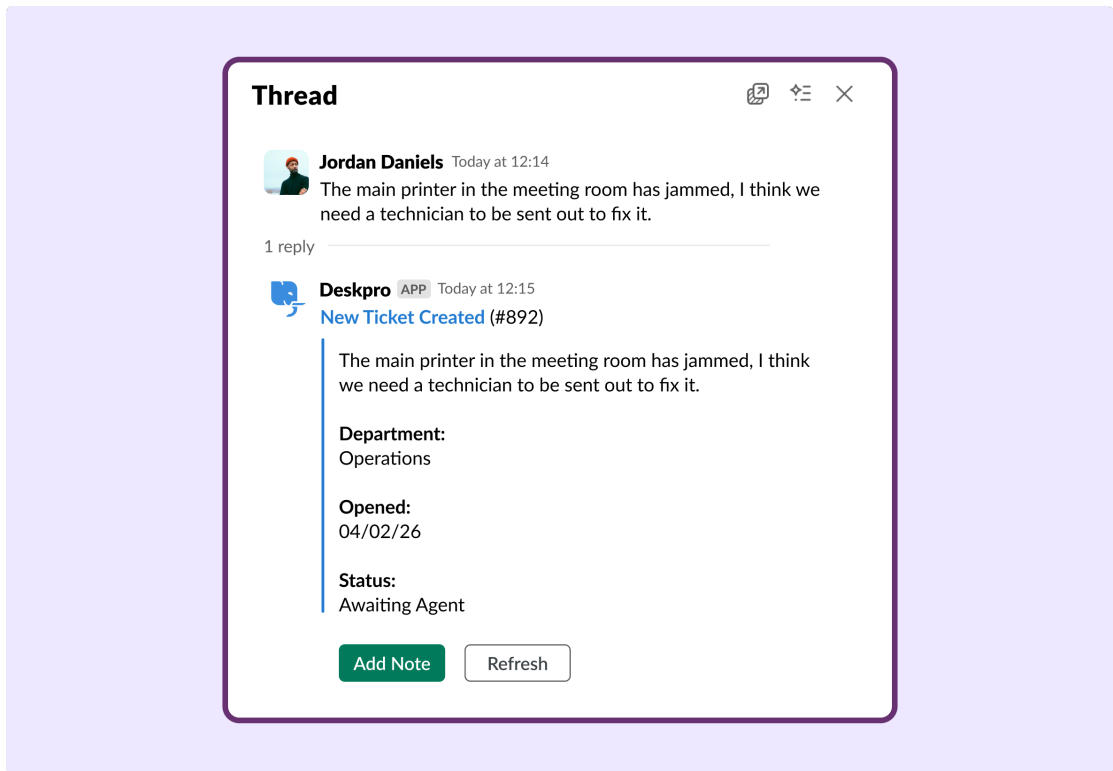 Thread
Jordan Daniels Today at 12:14
The main printer in the meeting room has jammed, I think we
need a technician to be sent out to fix it.
1 reply
Deskpro APP Today at 12:15
New Ticket Created (#892)
The main printer in the meeting room has jammed, I think
we need a technician to be sent out to fix it.
Department:
Operations
Opened:
04/02/26
Status:
Awaiting Agent
Add Note Refresh